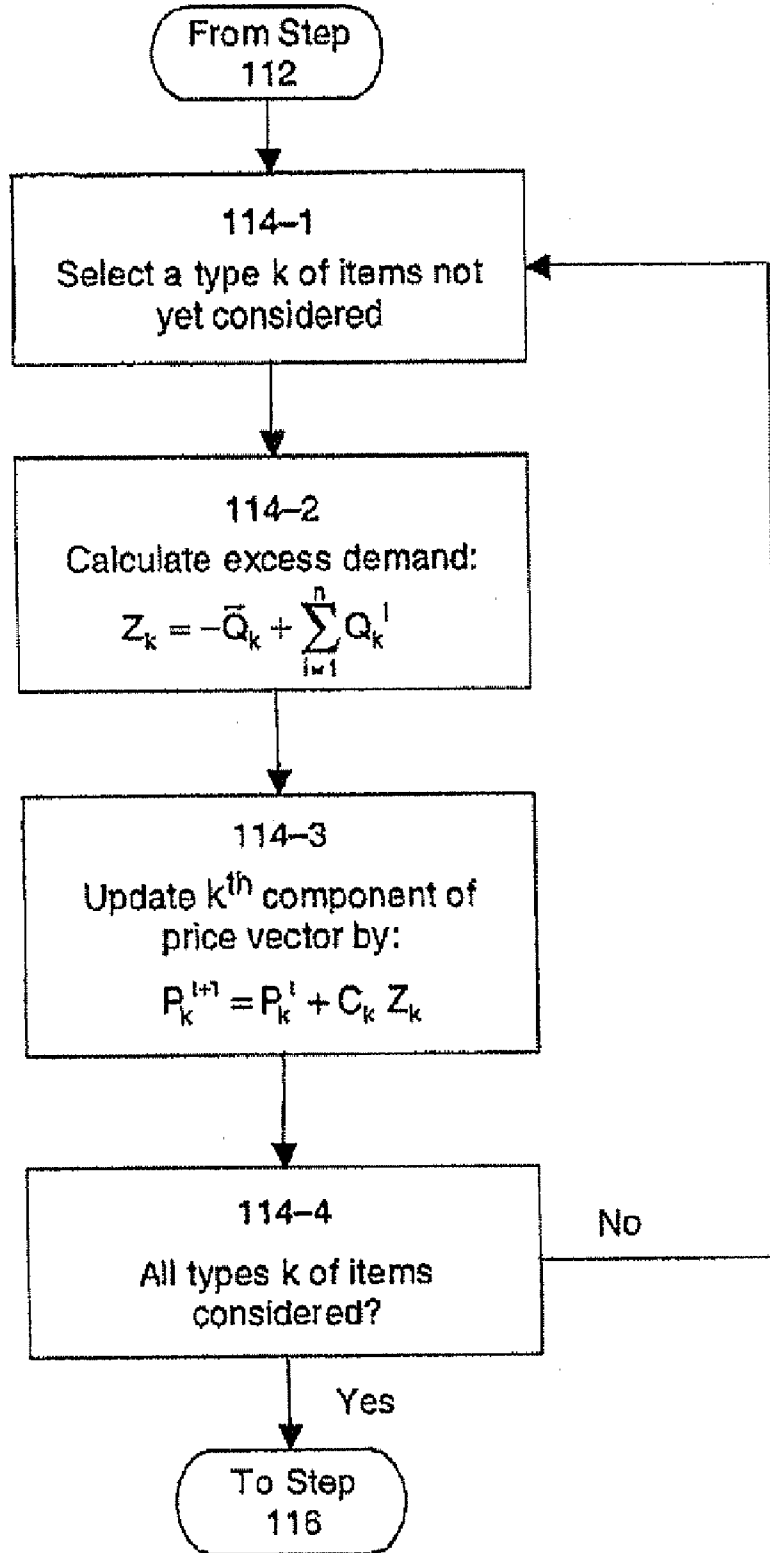 From Step
112
114–1
Select a type k of items not
yet considered
114–2
Calculate excess demand:
Z_k = −Q⃗_k + ∑_{i=1}^{n} Q_k^i
114–3
Update k^th component of
price vector by:
P_k^{t+1} = P_k^t + C_k Z_k
114–4
No
All types k of items
considered?
Yes
To Step
116